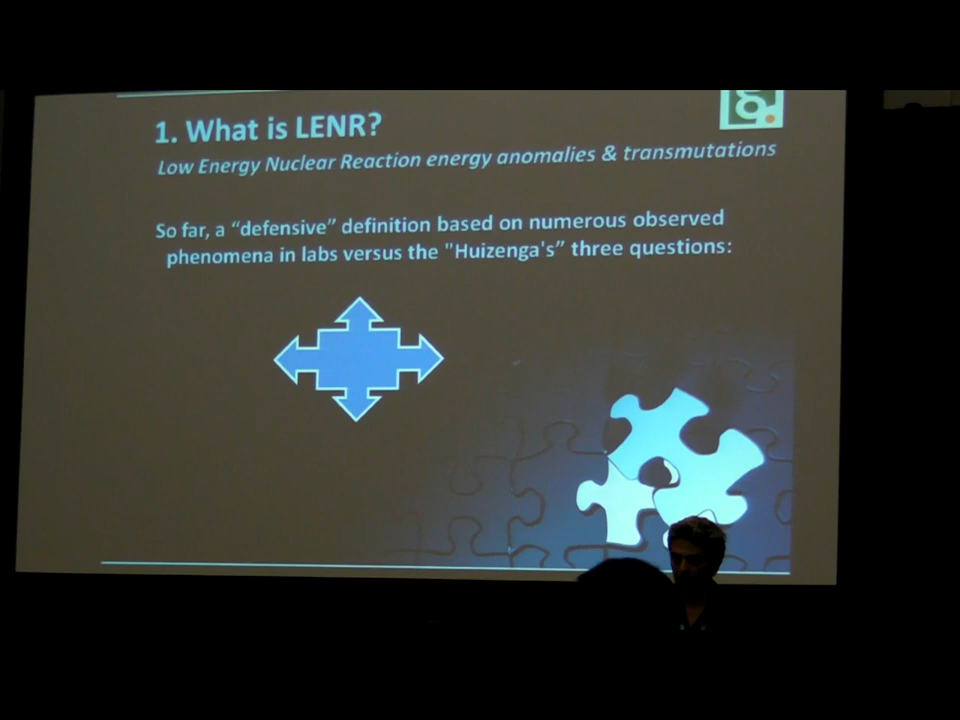 1. What is LENR?
Low Energy Nuclear Reaction energy anomalies & transmutations
So far, a “defensive” definition based on numerous observed
phenomena in labs versus the "Huizenga's” three questions:
g.